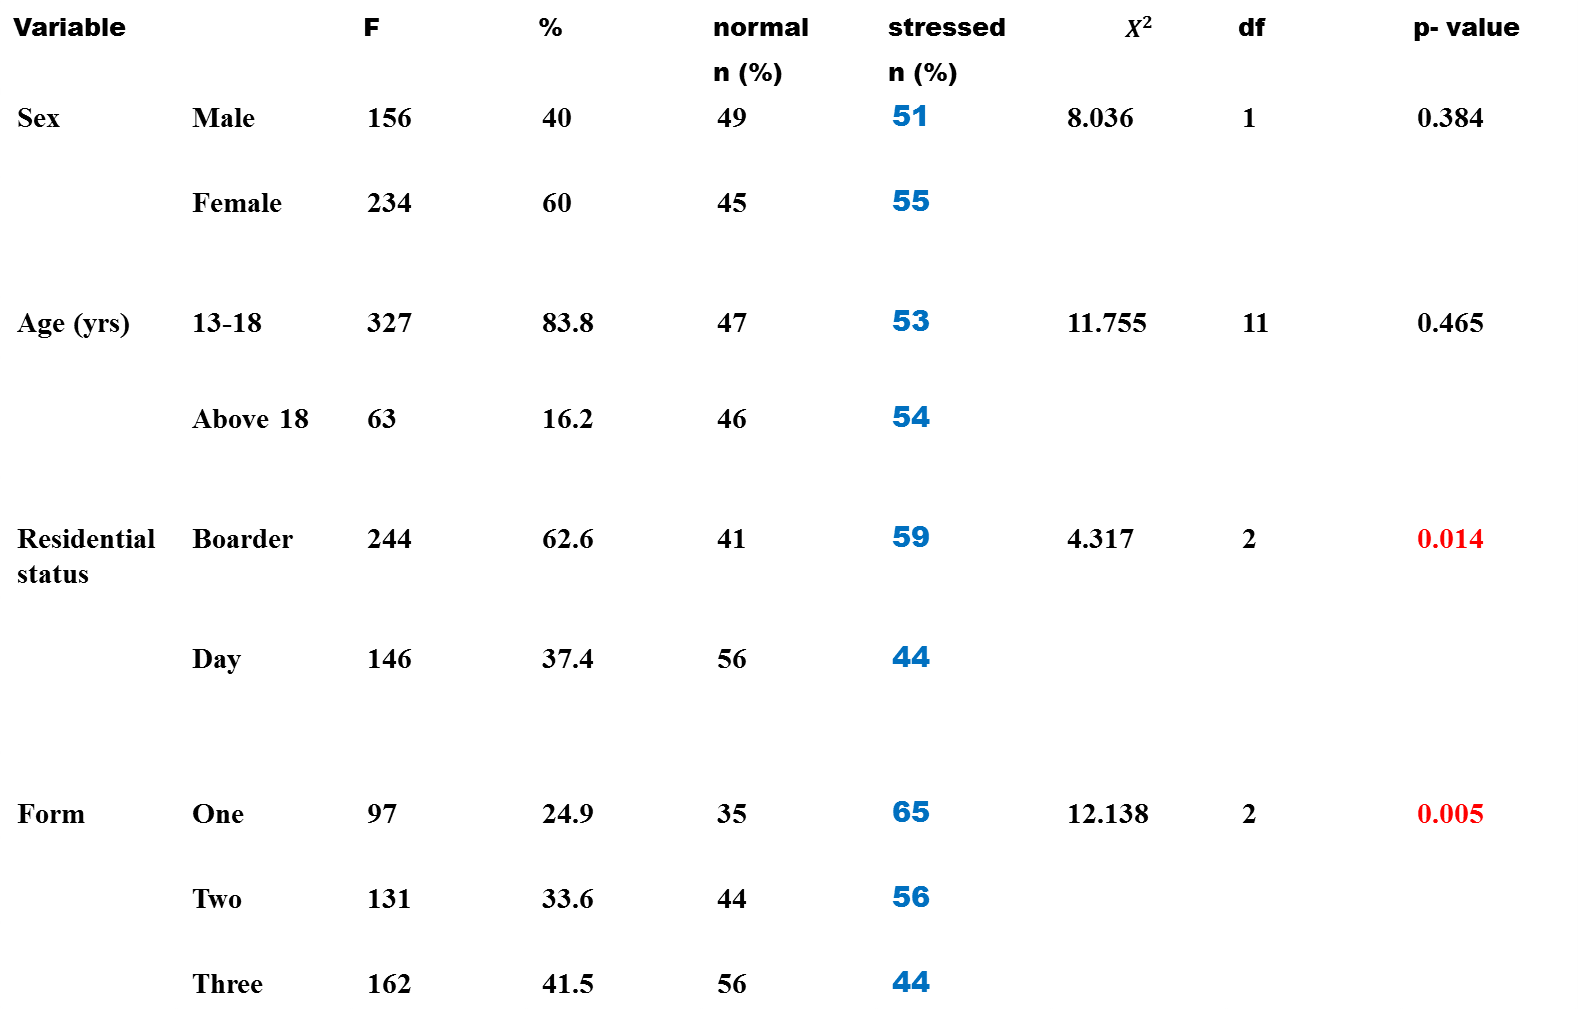 Variable F % normal stressed X² df p- value
n (%) n (%)
Sex Male 156 40 49 51 8.036 1 0.384
Female 234 60 45 55
Age (yrs) 13-18 327 83.8 47 53 11.755 11 0.465
Above 18 63 16.2 46 54
Residential Boarder 244 62.6 41 59 4.317 2 0.014
status
Day 146 37.4 56 44
Form One 97 24.9 35 65 12.138 2 0.005
Two 131 33.6 44 56
Three 162 41.5 56 44